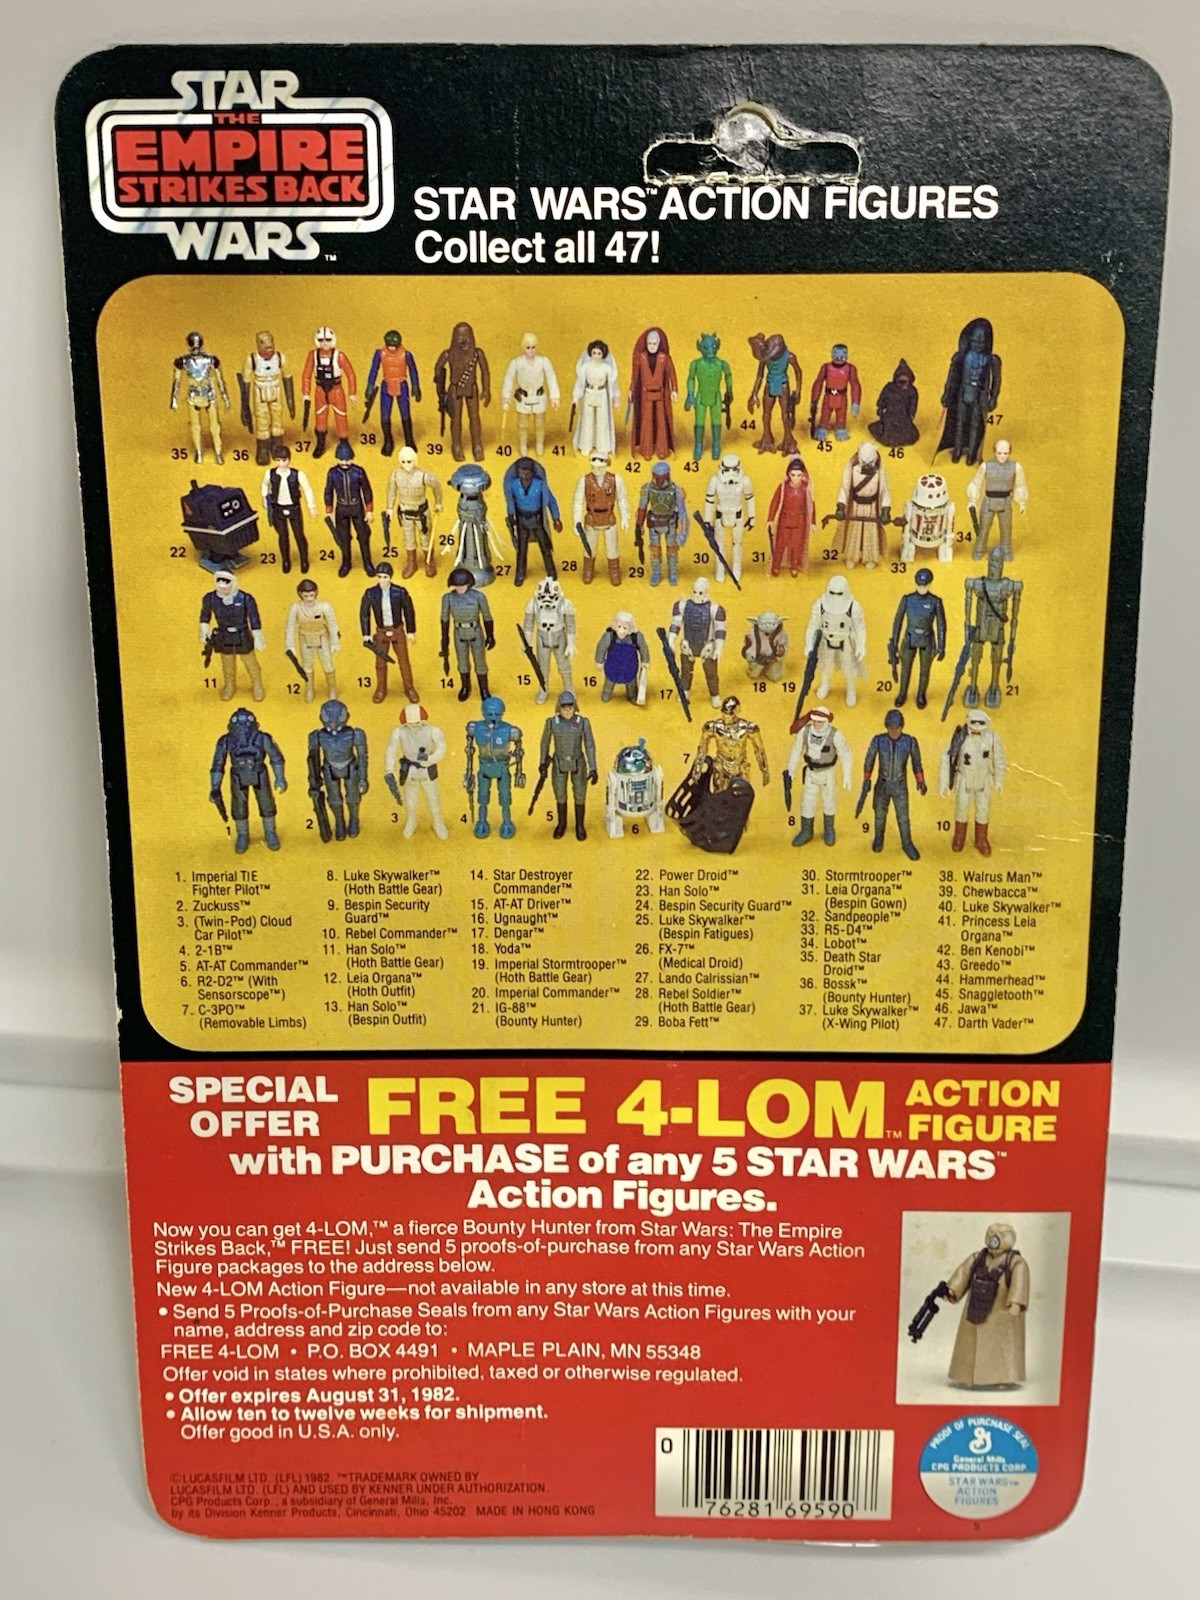 STAR
THE
EMPIRE
STRIKES BACK
WARS™
STAR WARS™ ACTION FIGURES
Collect all 47!
35 36 37 38 39 40 41 42 43 44 45 46 47
22 23 24 25 26 27 28 29 30 31 32 33 34
11 12 13 14 15 16 17 18 19 20 21
1 2 3 4 5 6 7 8 9 10
1. Imperial TIE
Fighter Pilot™
2. Zuckuss™
3. (Twin-Pod) Cloud
Car Pilot™
4. 2-1B™
5. AT-AT Commander™
6. R2-D2™ (With
Sensorscope™)
7. C-3PO™
(Removable Limbs)
8. Luke Skywalker™
(Hoth Battle Gear)
9. Bespin Security
Guard™
10. Rebel Commander™
11. Han Solo™
(Hoth Battle Gear)
12. Leia Organa™
(Hoth Outfit)
13. Han Solo™
(Bespin Outfit)
14. Star Destroyer
Commander™
15. AT-AT Driver™
16. Ugnaught™
17. Dengar™
18. Yoda™
19. Imperial Stormtrooper™
(Hoth Battle Gear)
20. Imperial Commander™
21. IG-88™
(Bounty Hunter)
22. Power Droid™
23. Han Solo™
24. Bespin Security Guard™
25. Luke Skywalker™
(Bespin Fatigues)
26. FX-7™
(Medical Droid)
27. Lando Calrissian™
28. Rebel Soldier™
(Hoth Battle Gear)
29. Boba Fett™
30. Stormtrooper™
31. Leia Organa™
(Bespin Gown)
32. Sandpeople™
33. R5-D4™
34. Lobot™
35. Death Star
Droid™
36. Bossk™
(Bounty Hunter)
37. Luke Skywalker™
(X-Wing Pilot)
38. Walrus Man™
39. Chewbacca™
40. Luke Skywalker™
41. Princess Leia
Organa™
42. Ben Kenobi™
43. Greedo™
44. Hammerhead™
45. Snaggletooth™
46. Jawa™
47. Darth Vader™
SPECIAL
OFFER
FREE 4-LOM™
ACTION
FIGURE
with PURCHASE of any 5 STAR WARS™
Action Figures.
Now you can get 4-LOM,™ a fierce Bounty Hunter from Star Wars: The Empire
Strikes Back,™ FREE! Just send 5 proofs-of-purchase from any Star Wars Action
Figure packages to the address below.
New 4-LOM Action Figure—not available in any store at this time.
• Send 5 Proofs-of-Purchase Seals from any Star Wars Action Figures with your
name, address and zip code to:
FREE 4-LOM • P.O. BOX 4491 • MAPLE PLAIN, MN 55348
Offer void in states where prohibited, taxed or otherwise regulated.
• Offer expires August 31, 1982.
• Allow ten to twelve weeks for shipment.
Offer good in U.S.A. only.
©LUCASFILM LTD. (LFL) 1982. ™TRADEMARK OWNED BY
LUCASFILM LTD. (LFL) AND USED BY KENNER UNDER AUTHORIZATION.
CPG Products Corp., a subsidiary of General Mills, Inc.
by its Division Kenner Products, Cincinnati, Ohio 45202 MADE IN HONG KONG
0
76281 69590
PROOF OF PURCHASE SEAL
General Mills
CPG PRODUCTS CORP
STAR WARS™
ACTION
FIGURES
5